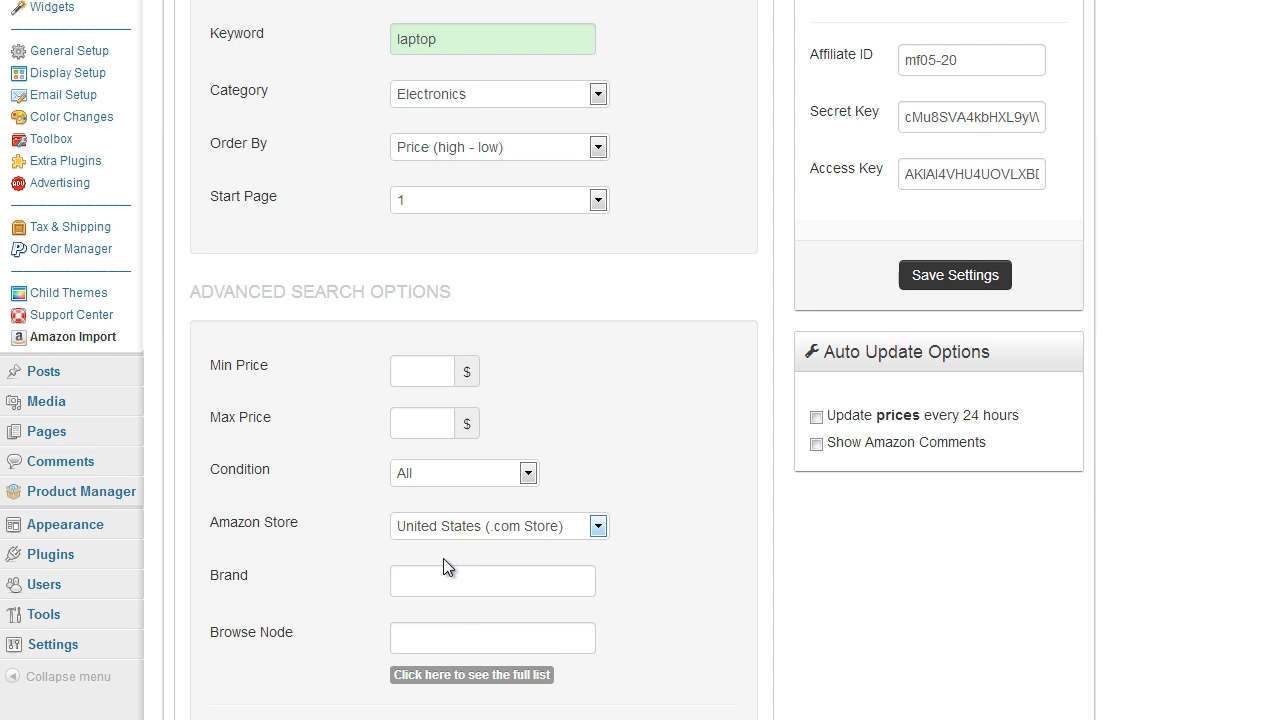 Widgets
General Setup
Display Setup
Email Setup
Color Changes
Toolbox
Extra Plugins
Advertising
Tax & Shipping
Order Manager
Child Themes
Support Center
Amazon Import
Posts
Media
Pages
Comments
Product Manager
Appearance
Plugins
Users
Tools
Settings
Collapse menu
Keyword laptop
Category Electronics
Order By Price (high - low)
Start Page 1
ADVANCED SEARCH OPTIONS
Min Price $
Max Price $
Condition All
Amazon Store United States (.com Store)
Brand
Browse Node
Click here to see the full list
Affiliate ID mf05-20
Secret Key
Access Key
Save Settings
Auto Update Options
Update prices every 24 hours
Show Amazon Comments